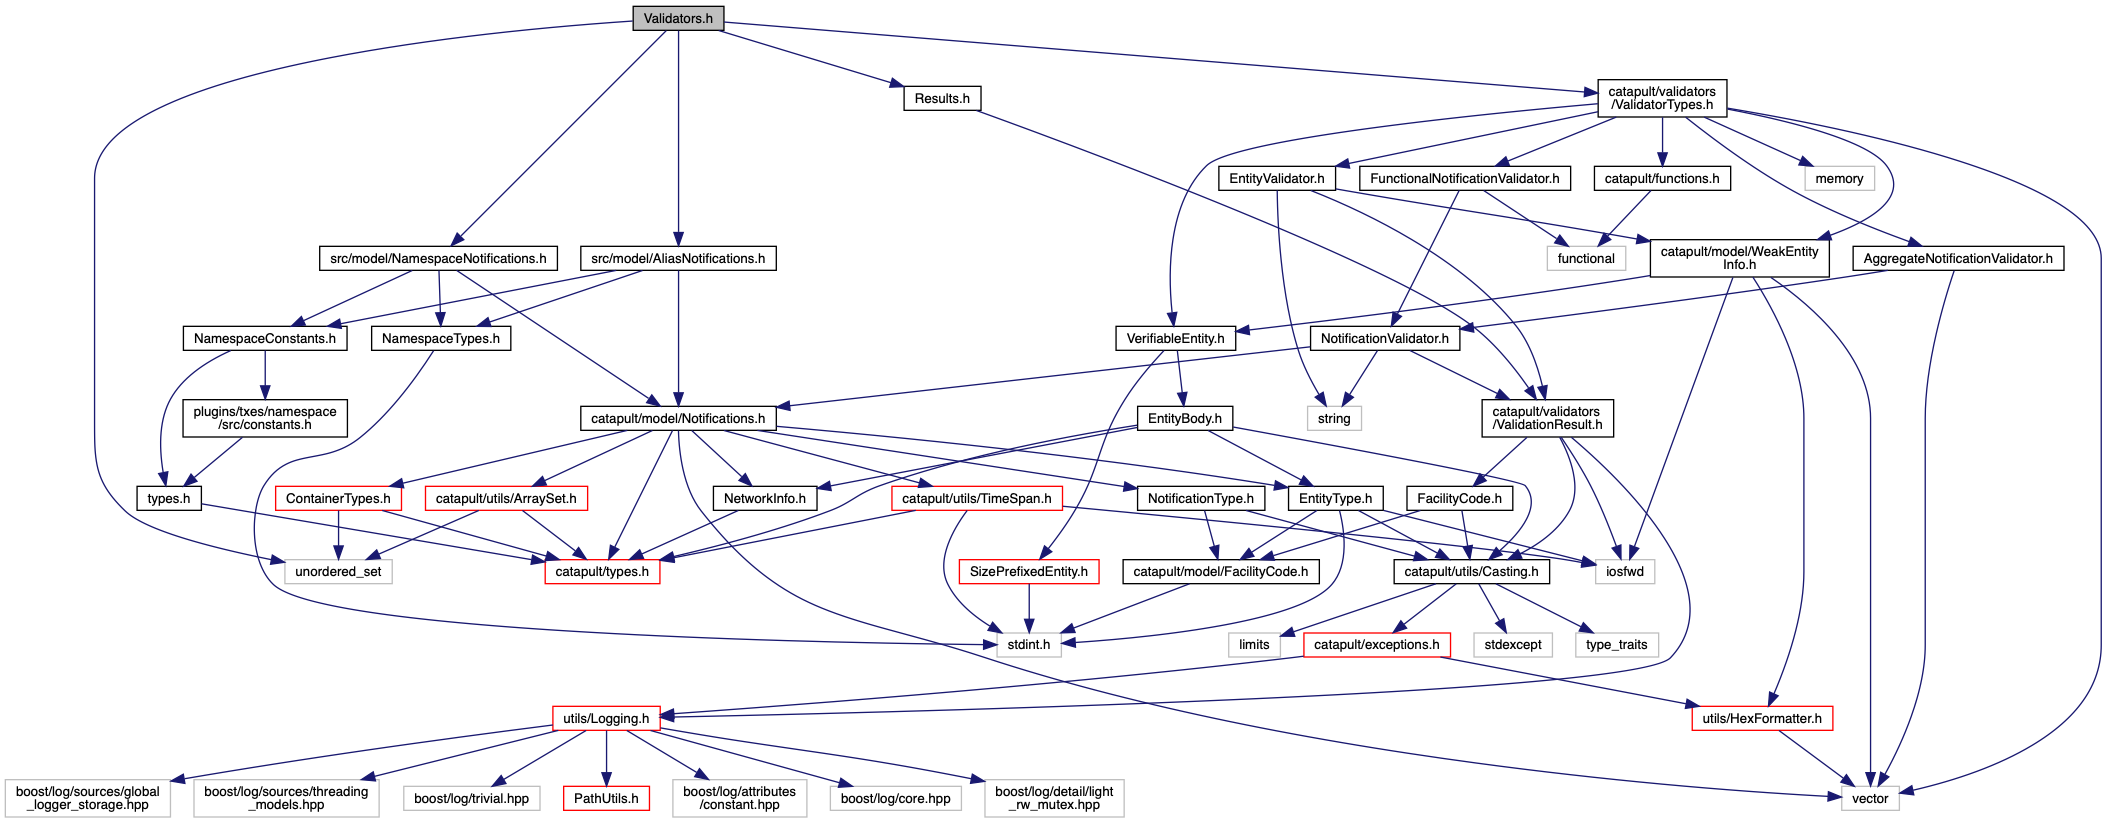 Validators.h
Results.h
catapult/validators
/ValidatorTypes.h
EntityValidator.h
FunctionalNotificationValidator.h
catapult/functions.h
memory
src/model/NamespaceNotifications.h
src/model/AliasNotifications.h
functional
catapult/model/WeakEntity
Info.h
AggregateNotificationValidator.h
NamespaceConstants.h
NamespaceTypes.h
VerifiableEntity.h
NotificationValidator.h
plugins/txes/namespace
/src/constants.h
catapult/model/Notifications.h
EntityBody.h
string
catapult/validators
/ValidationResult.h
types.h
ContainerTypes.h
catapult/utils/ArraySet.h
NetworkInfo.h
catapult/utils/TimeSpan.h
NotificationType.h
EntityType.h
FacilityCode.h
unordered_set
catapult/types.h
SizePrefixedEntity.h
catapult/model/FacilityCode.h
catapult/utils/Casting.h
iosfwd
stdint.h
limits
catapult/exceptions.h
stdexcept
type_traits
utils/Logging.h
utils/HexFormatter.h
boost/log/sources/global
_logger_storage.hpp
boost/log/sources/threading
_models.hpp
boost/log/trivial.hpp
PathUtils.h
boost/log/attributes
/constant.hpp
boost/log/core.hpp
boost/log/detail/light
_rw_mutex.hpp
vector